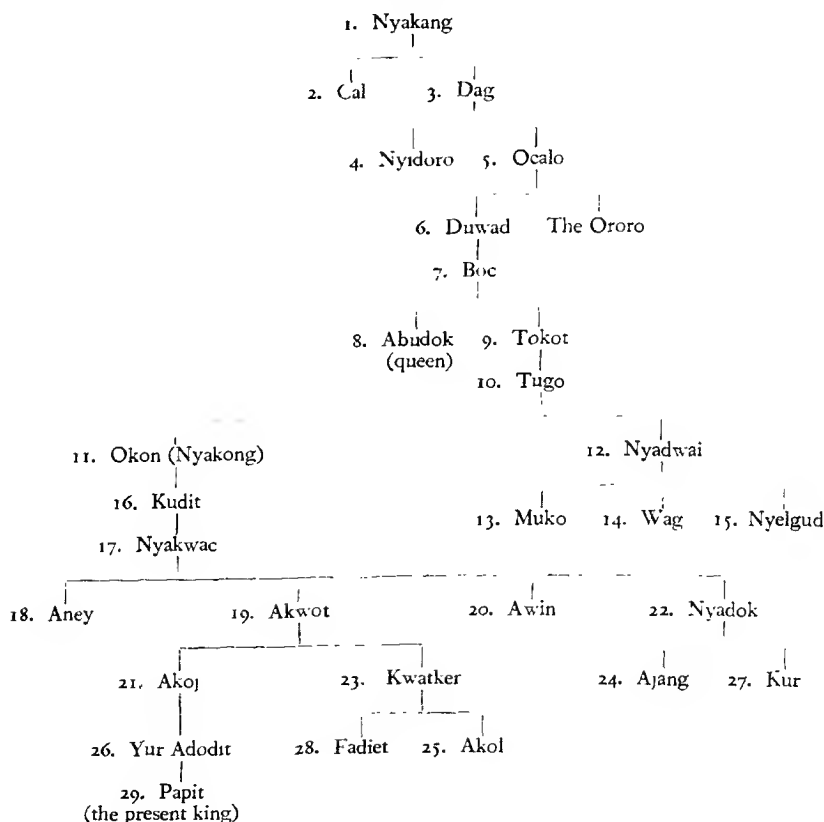 1. Nyakang
2. Cal 3. Dag
4. Nyidoro 5. Ocalo
6. Duwad The Ororo
7. Boc
8. Abudok 9. Tokot
(queen)
10. Tugo
11. Okon (Nyakong) 12. Nyadwai
16. Kudit 13. Muko 14. Wag 15. Nyelgud
17. Nyakwac
18. Aney 19. Akwot 20. Awin 22. Nyadok
21. Akoj 23. Kwatker 24. Ajang 27. Kur
26. Yur Adodit 28. Fadiet 25. Akol
29. Papit
(the present king)